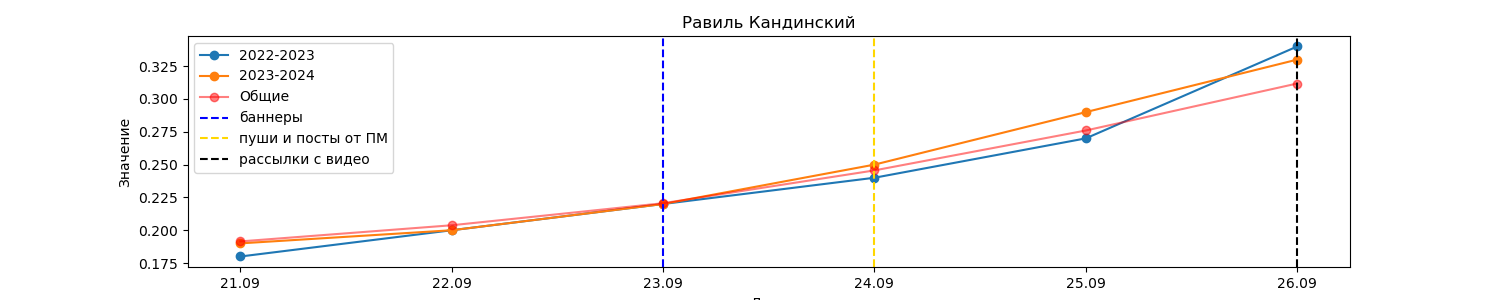 Равиль Кандинский
2022-2023
2023-2024
Общие
баннеры
пуши и посты от ПМ
рассылки с видео
Значение
0.325
0.300
0.275
0.250
0.225
0.200
0.175
21.09 22.09 23.09 24.09 25.09 26.09